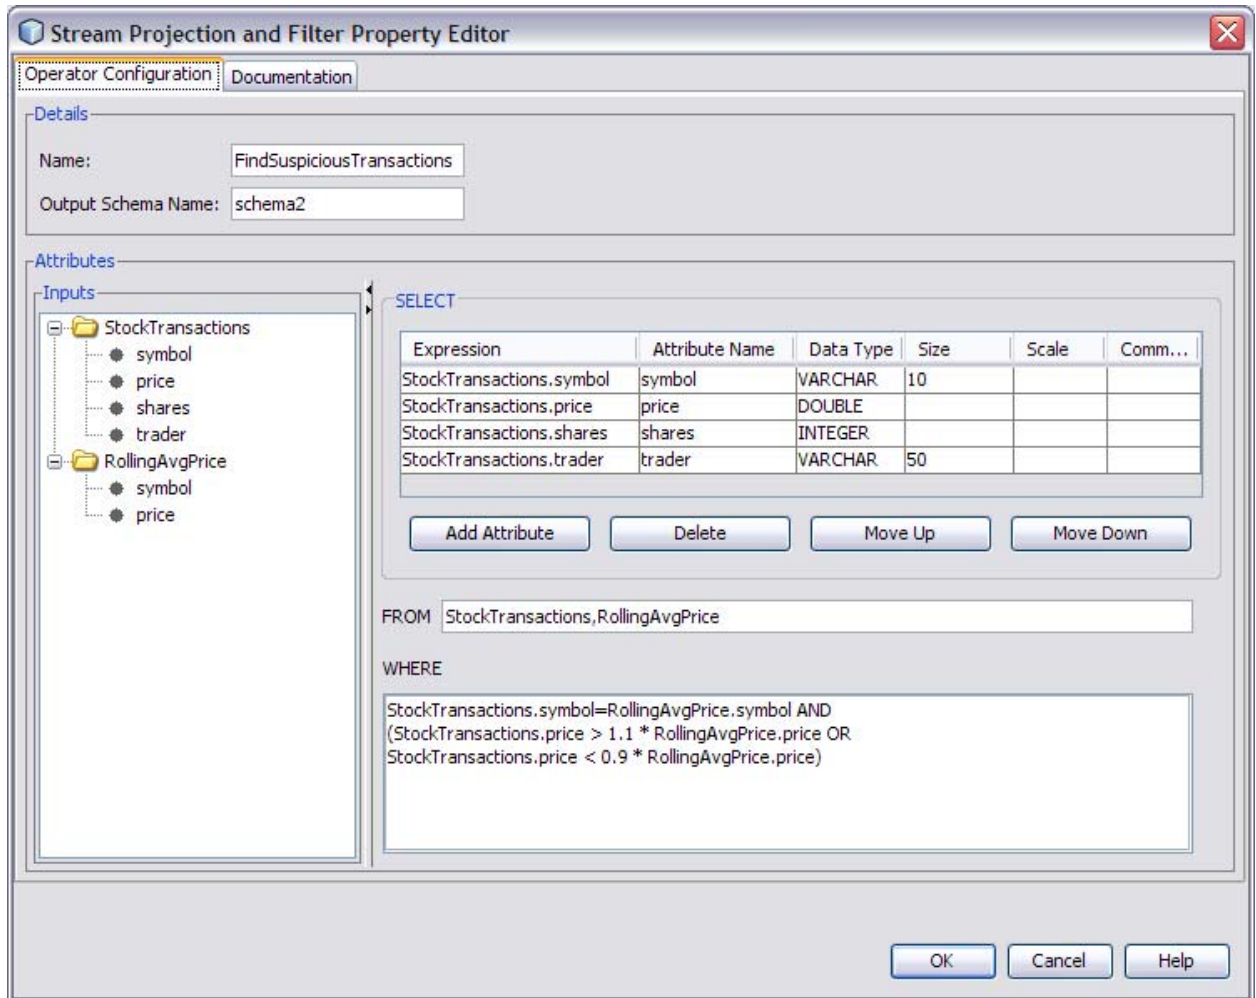 Stream Projection and Filter Property Editor
Operator Configuration Documentation
Details
Name: FindSuspiciousTransactions
Output Schema Name: schema2
Attributes
Inputs
StockTransactions
symbol
price
shares
trader
RollingAvgPrice
symbol
price
SELECT
Expression Attribute Name Data Type Size Scale Comm...
StockTransactions.symbol symbol VARCHAR 10
StockTransactions.price price DOUBLE
StockTransactions.shares shares INTEGER
StockTransactions.trader trader VARCHAR 50
Add Attribute Delete Move Up Move Down
FROM StockTransactions,RollingAvgPrice
WHERE
StockTransactions.symbol=RollingAvgPrice.symbol AND
(StockTransactions.price > 1.1 * RollingAvgPrice.price OR
StockTransactions.price < 0.9 * RollingAvgPrice.price)
OK Cancel Help